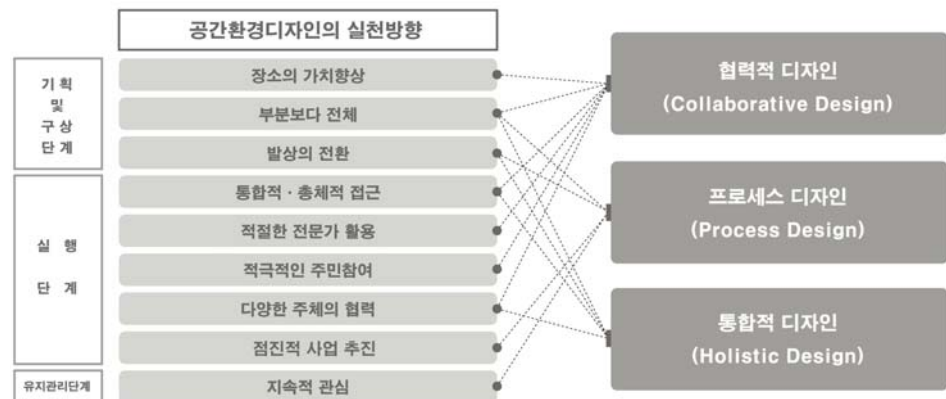 공간환경디자인의 실천방향
기 획
및
구 상
단 계
장소의 가치향상
부분보다 전체
발상의 전환
실 행
단 계
통합적 · 총체적 접근
적절한 전문가 활용
적극적인 주민참여
다양한 주체의 협력
점진적 사업 추진
유지관리단계
지속적 관심
협력적 디자인
(Collaborative Design)
프로세스 디자인
(Process Design)
통합적 디자인
(Holistic Design)